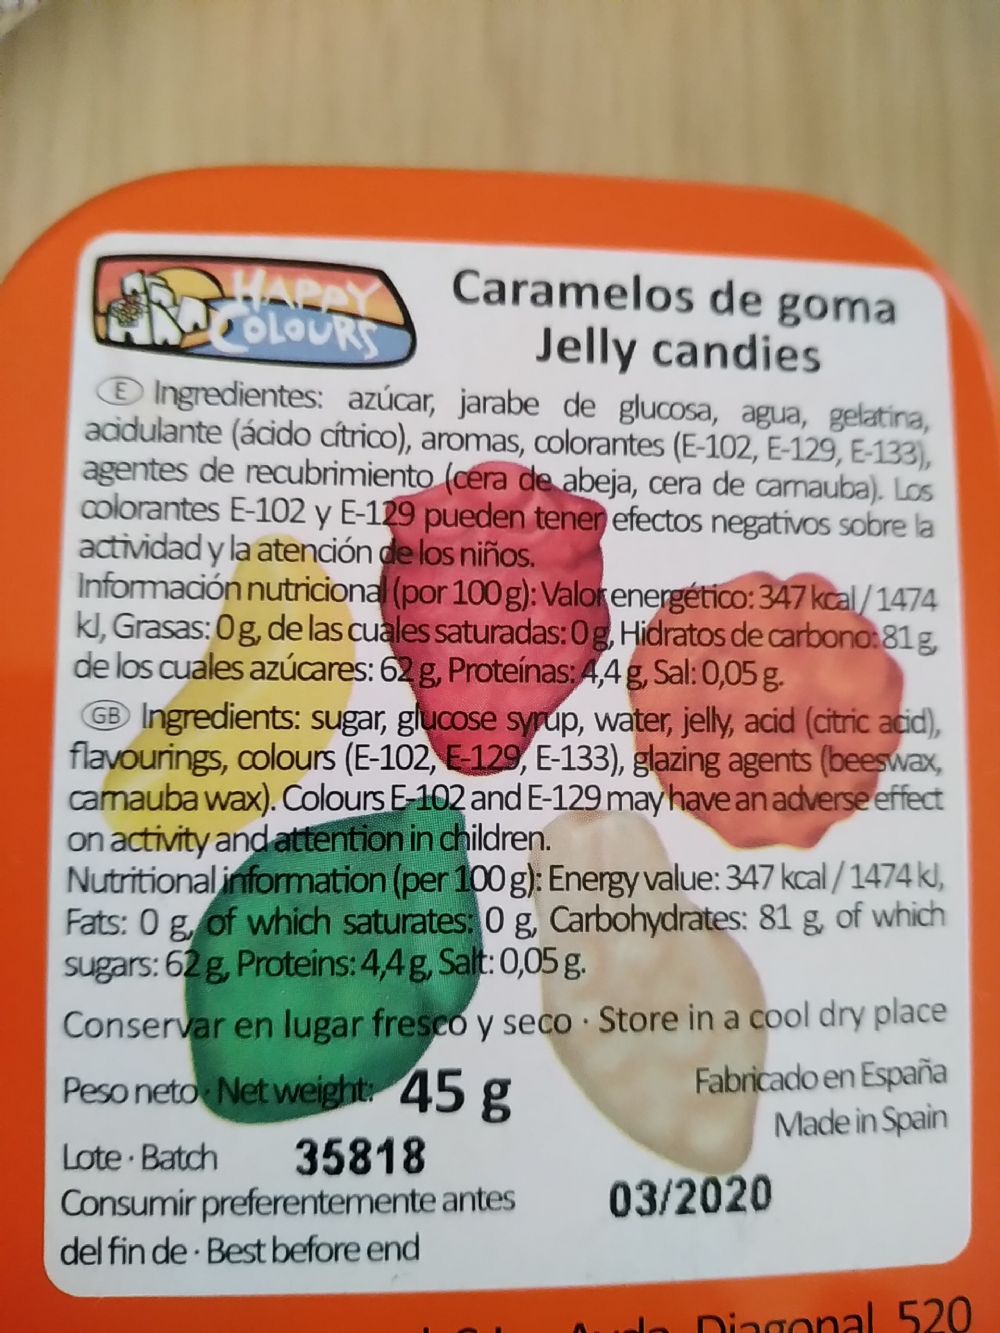 HAPPY
COLOURS
Caramelos de goma
Jelly candies
E Ingredientes: azúcar, jarabe de glucosa, agua, gelatina,
acidulante (ácido cítrico), aromas, colorantes (E-102, E-129, E-133),
agentes de recubrimiento (cera de abeja, cera de carnauba). Los
colorantes E-102 y E-129 pueden tener efectos negativos sobre la
actividad y la atención de los niños.
Información nutricional (por 100 g): Valor energético: 347 kcal / 1474
kJ, Grasas: 0 g, de las cuales saturadas: 0 g, Hidratos de carbono: 81 g,
de los cuales azúcares: 62 g, Proteínas: 4,4 g, Sal: 0,05 g.
GB Ingredients: sugar, glucose syrup, water, jelly, acid (citric acid),
flavourings, colours (E-102, E-129, E-133), glazing agents (beeswax,
carnauba wax). Colours E-102 and E-129 may have an adverse effect
on activity and attention in children.
Nutritional information (per 100 g): Energy value: 347 kcal / 1474 kJ,
Fats: 0 g, of which saturates: 0 g, Carbohydrates: 81 g, of which
sugars: 62 g, Proteins: 4,4 g, Salt: 0,05 g.
Conservar en lugar fresco y seco · Store in a cool dry place
Peso neto · Net weight: 45 g
Fabricado en España
Made in Spain
Lote · Batch 35818
Consumir preferentemente antes
del fin de · Best before end
03/2020
Avda. Diagonal 520